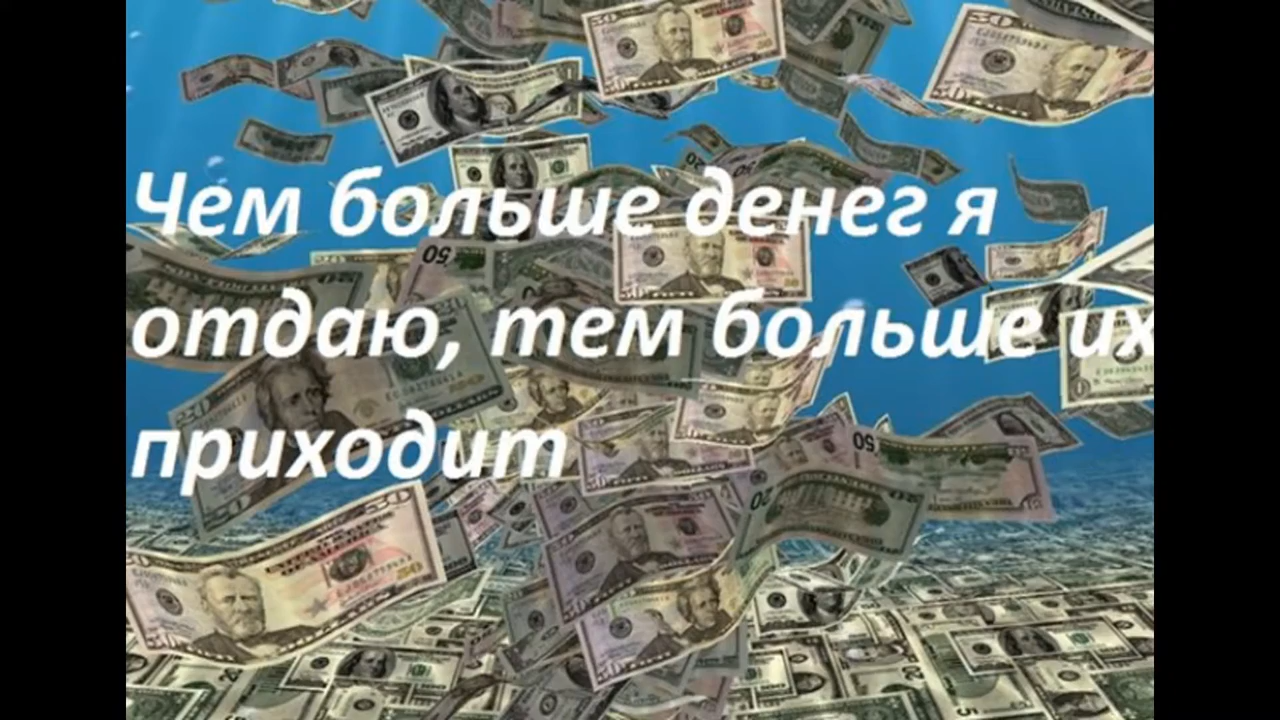 Чем больше денег я
отдаю, тем больше их
приходит